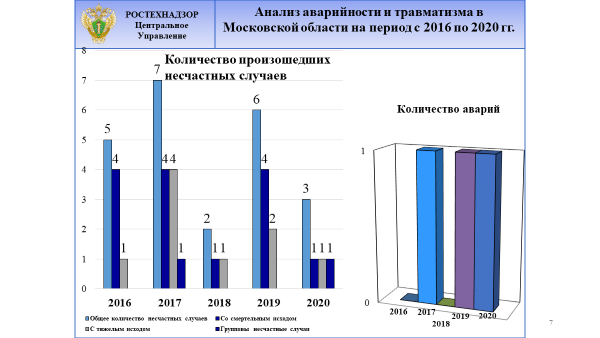 РОСТЕХНАДЗОР
Центральное
Управление
Анализ аварийности и травматизма в
Московской области на период с 2016 по 2020 гг.
Количество произошедших
несчастных случаев
8
7
6
5
4
3
2
1
0
5
4
1
7
4 4
1
2
1 1
6
4
2
3
1 1 1
2016
2017
2018
2019
2020
Общее количество несчастных случаев
Со смертельным исходом
С тяжелым исходом
Групповы несчастные случаи
Количество аварий
1
0
2016
2017
2018
2019
2020
7